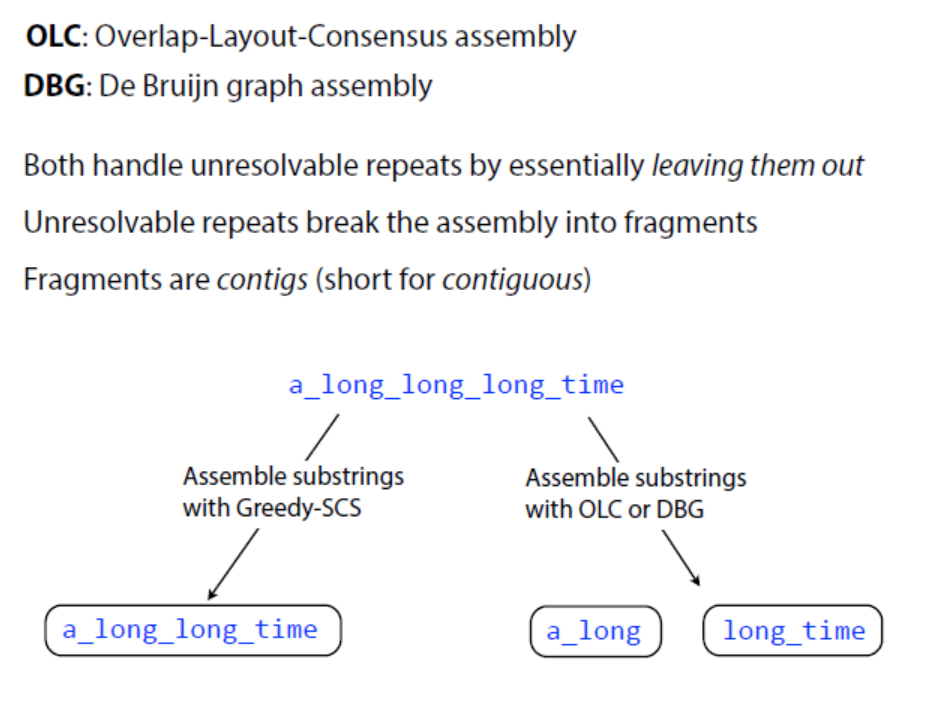 OLC: Overlap-Layout-Consensus assembly
DBG: De Bruijn graph assembly
Both handle unresolvable repeats by essentially leaving them out
Unresolvable repeats break the assembly into fragments
Fragments are contigs (short for contiguous)
a_long_long_long_time
Assemble substrings
with Greedy-SCS
Assemble substrings
with OLC or DBG
a_long_long_time
a_long
long_time